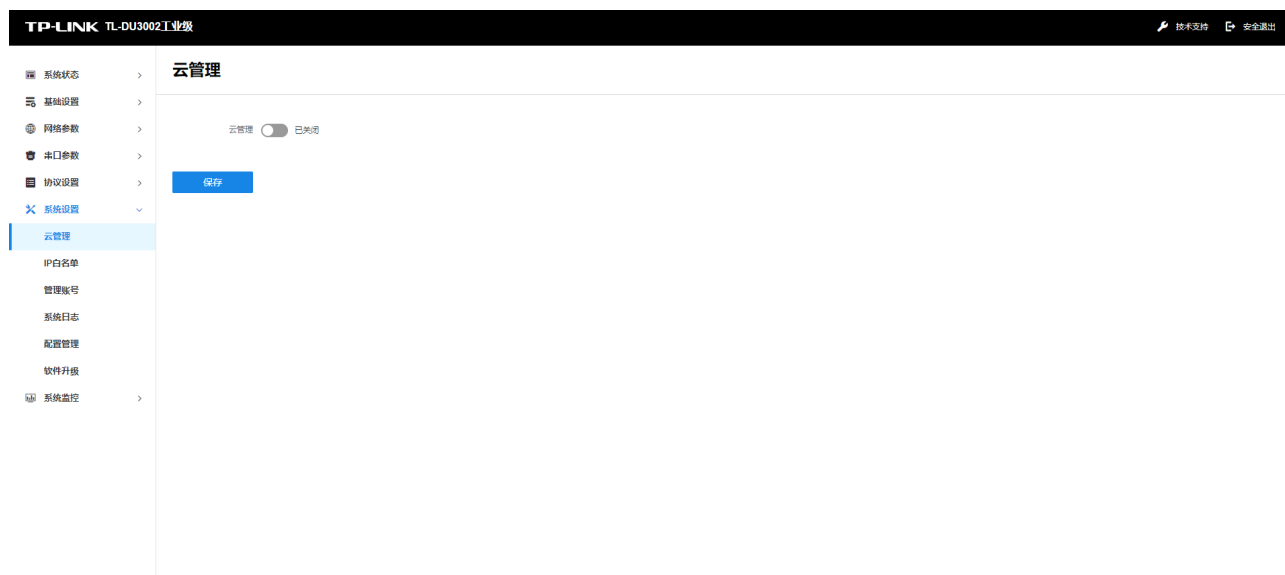 TP-LINK TL-DU3002工业级
技术支持
安全退出
系统状态
基础设置
网络参数
串口参数
协议设置
系统设置
云管理
IP白名单
管理账号
系统日志
配置管理
软件升级
系统监控
云管理
云管理 已关闭
保存